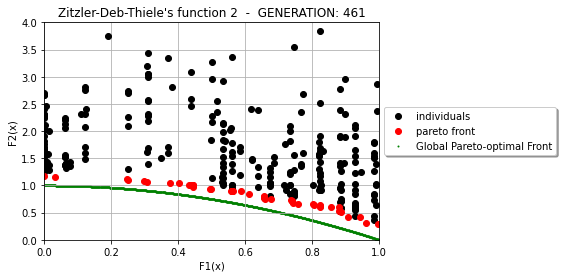 Zitzler-Deb-Thiele's function 2 - GENERATION: 461
4.0
3.5
3.0
2.5
2.0
1.5
1.0
0.5
0.0
F2(x)
0.0 0.2 0.4 0.6 0.8 1.0
F1(x)
individuals
pareto front
Global Pareto-optimal Front